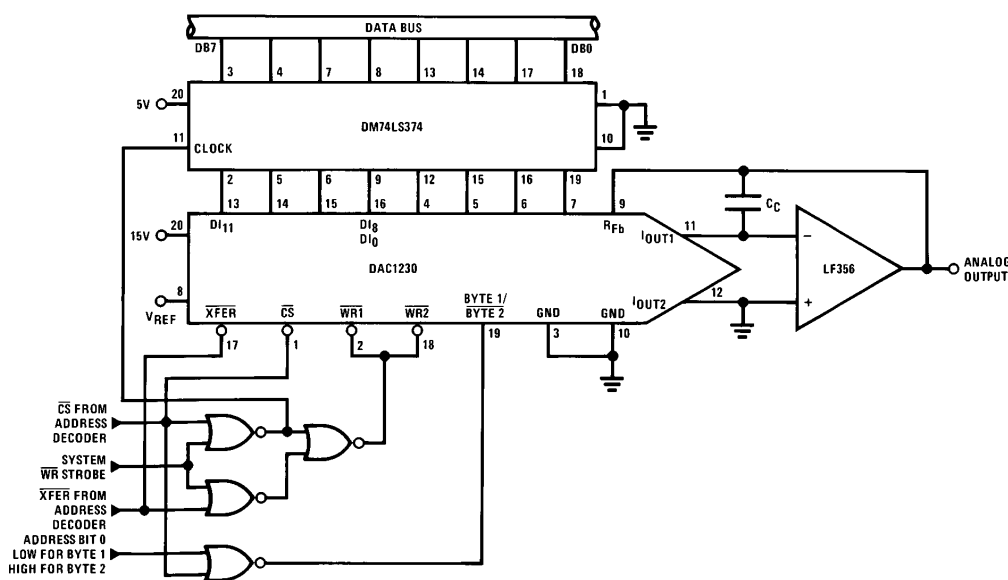 DATA BUS
DB7
DB0
3
4
7
8
13
14
17
18
5V
20
1
DM74LS374
11
CLOCK
10
2
5
6
9
12
15
16
19
13
14
15
16
4
5
6
7
9
DI11
DI8
DI0
RFb
IOUT1
11
CC
15V
20
DAC1230
LF356
−
+
ANALOG
OUTPUT
8
VREF
IOUT2
12
XFER
CS
WR1
WR2
BYTE 1/
BYTE 2
GND
GND
17
1
2
18
19
3
10
CS FROM
ADDRESS
DECODER
SYSTEM
WR STROBE
XFER FROM
ADDRESS
DECODER
ADDRESS BIT 0
LOW FOR BYTE 1
HIGH FOR BYTE 2